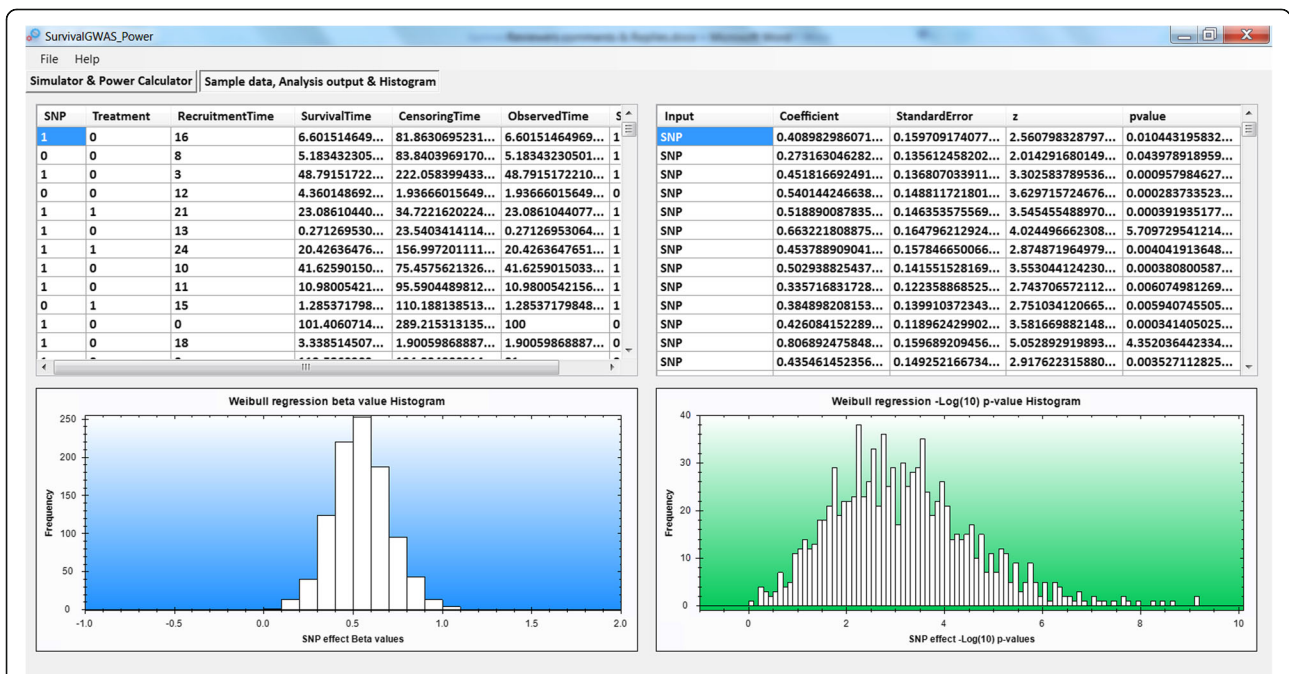 SurvivalGWAS_Power
File Help
Simulator & Power Calculator Sample data, Analysis output & Histogram
SNP Treatment RecruitmentTime SurvivalTime CensoringTime ObservedTime S
1 0 16 6.601514649... 81.8630695231... 6.60151464969... 1
0 0 8 5.183432305... 83.8403969170... 5.18343230501... 1
1 0 3 48.79151722... 222.058399433... 48.7915172210... 1
0 0 12 4.360148692... 1.93666015649... 1.93666015649... 0
1 1 21 23.08610440... 34.7221620224... 23.0861044077... 1
1 0 13 0.271269530... 23.5403414114... 0.27126953064... 1
1 1 24 20.42636476... 156.997201111... 20.4263647651... 1
1 0 10 41.62590150... 75.4575621326... 41.6259015033... 1
1 0 11 10.98005421... 95.5904489812... 10.9800542156... 1
0 1 15 1.285371798... 110.188138513... 1.28537179848... 1
1 0 0 101.4060714... 289.215313135... 100 0
1 0 18 3.338514507... 1.90059868887... 1.90059868887... 0
Input Coefficient StandardError z pvalue
SNP 0.408982986071... 0.159709174077... 2.560798328797... 0.010443195832...
SNP 0.273163046282... 0.135612458202... 2.014291680149... 0.043978918959...
SNP 0.451816692491... 0.136807033911... 3.302583789536... 0.000957984627...
SNP 0.540144246638... 0.148811721801... 3.629715724676... 0.000283733523...
SNP 0.518890087835... 0.146353575569... 3.545455488970... 0.000391935177...
SNP 0.663221808875... 0.164796212924... 4.024496662308... 5.709729541214...
SNP 0.453788909041... 0.157846650066... 2.874871964979... 0.004041913648...
SNP 0.502938825437... 0.141551528169... 3.553044124230... 0.000380800587...
SNP 0.335716831728... 0.122358868525... 2.743706572112... 0.006074981269...
SNP 0.384898208153... 0.139910372343... 2.751034120665... 0.005940745505...
SNP 0.426084152289... 0.118962429902... 3.581669882148... 0.000341405025...
SNP 0.806892475848... 0.159689209456... 5.052892919893... 4.352036442334...
SNP 0.435461452356... 0.149252166734... 2.917622315880... 0.003527112825...
Weibull regression beta value Histogram
250
200
150
100
50
0
Frequency
-1.0 -0.5 0.0 0.5 1.0 1.5 2.0
SNP effect Beta values
Weibull regression -Log(10) p-value Histogram
40
30
20
10
0
Frequency
0 2 4 6 8 10
SNP effect -Log(10) p-values